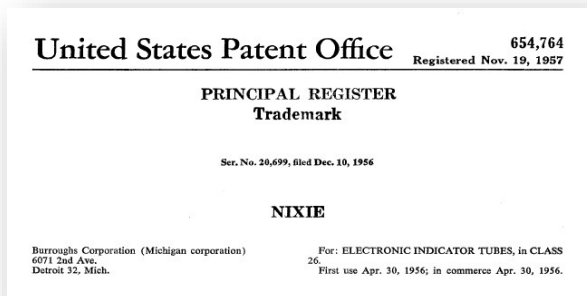 United States Patent Office
654,764
Registered Nov. 19, 1957
PRINCIPAL REGISTER
Trademark
Ser. No. 20,699, filed Dec. 10, 1956
NIXIE
Burroughs Corporation (Michigan corporation)
6071 2nd Ave.
Detroit 32, Mich.
For: ELECTRONIC INDICATOR TUBES, in CLASS
26.
First use Apr. 30, 1956; in commerce Apr. 30, 1956.